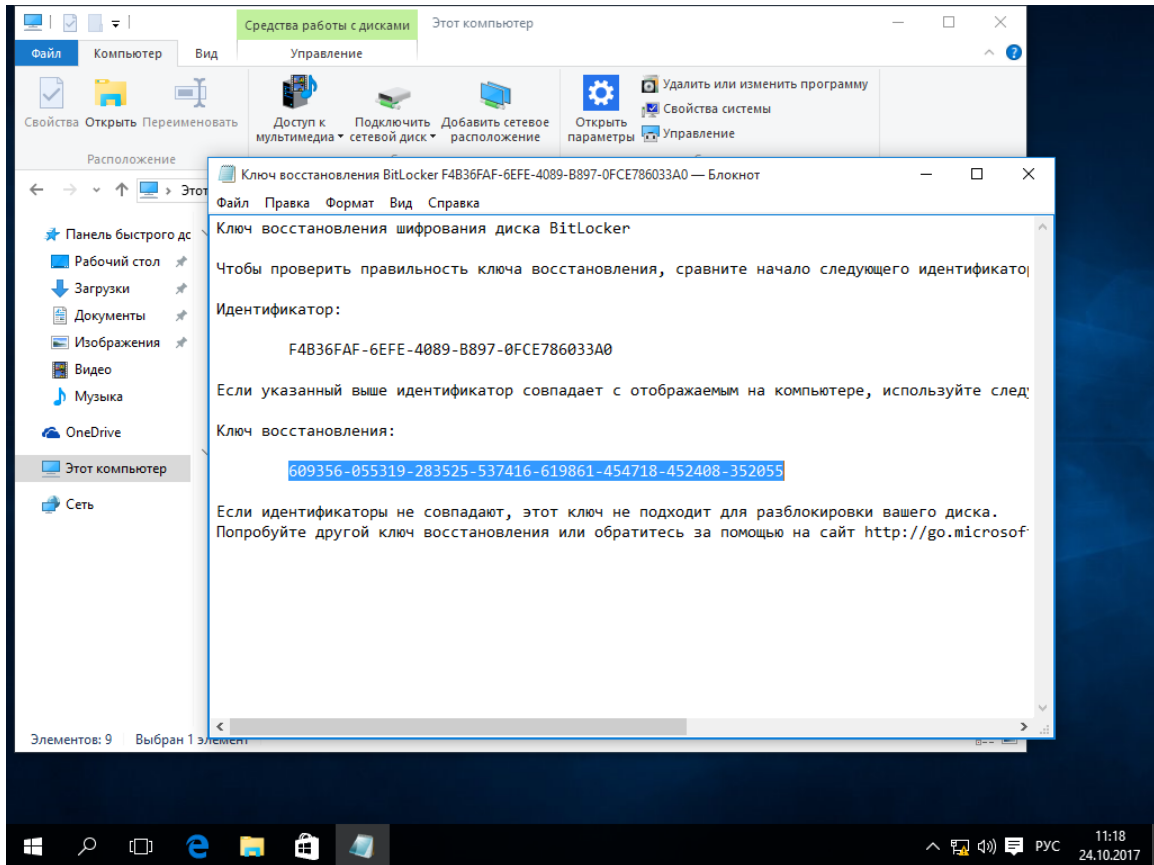 Средства работы с дисками
Этот компьютер
Файл
Компьютер
Вид
Управление
Свойства
Открыть
Переименовать
Доступ к мультимедиа
Подключить сетевой диск
Добавить сетевое расположение
Открыть параметры
Удалить или изменить программу
Свойства системы
Управление
Расположение
Этот
Панель быстрого дс
Рабочий стол
Загрузки
Документы
Изображения
Видео
Музыка
OneDrive
Этот компьютер
Сеть
Элементов: 9
Выбран 1 элемент
Ключ восстановления BitLocker F4B36FAF-6EFE-4089-B897-0FCE786033A0 — Блокнот
Файл Правка Формат Вид Справка
Ключ восстановления шифрования диска BitLocker
Чтобы проверить правильность ключа восстановления, сравните начало следующего идентификато
Идентификатор:
F4B36FAF-6EFE-4089-B897-0FCE786033A0
Если указанный выше идентификатор совпадает с отображаемым на компьютере, используйте след
Ключ восстановления:
609356-055319-283525-537416-619861-454718-452408-352055
Если идентификаторы не совпадают, этот ключ не подходит для разблокировки вашего диска.
Попробуйте другой ключ восстановления или обратитесь за помощью на сайт http://go.microsof
РУС
11:18
24.10.2017